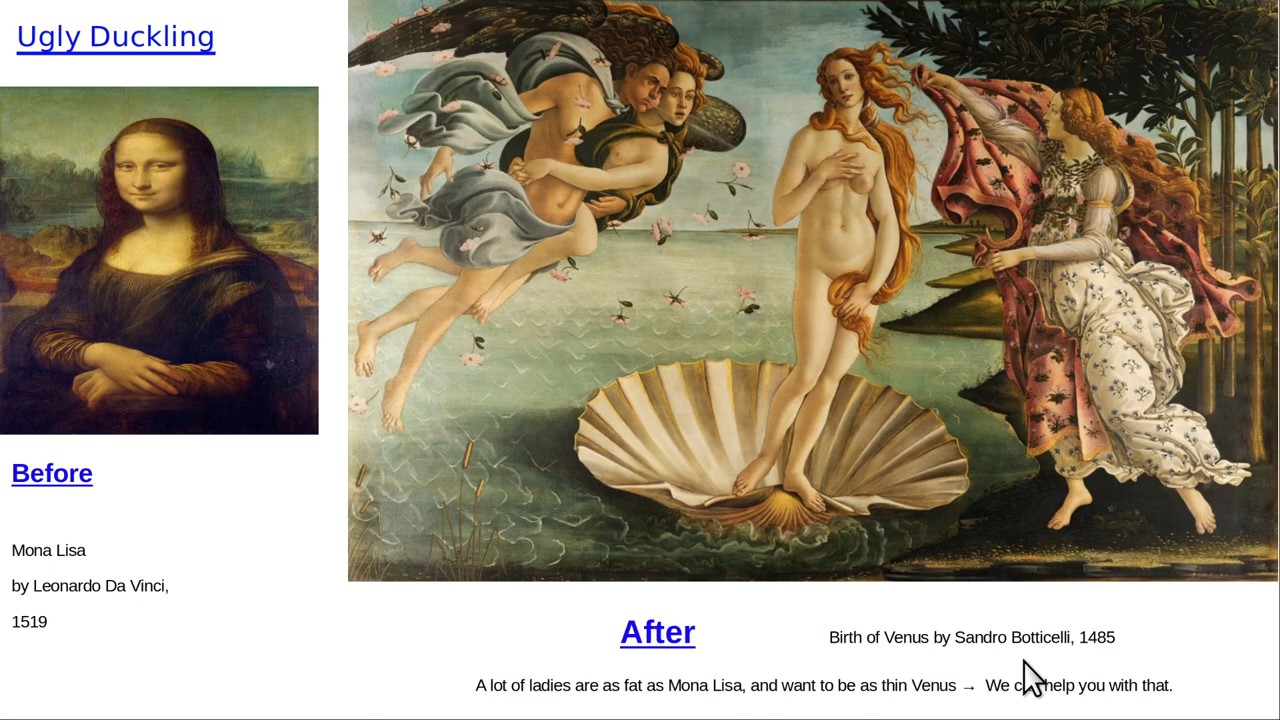 Ugly Duckling
Before
Mona Lisa
by Leonardo Da Vinci,
1519
After
Birth of Venus by Sandro Botticelli, 1485
A lot of ladies are as fat as Mona Lisa, and want to be as thin Venus → We help you with that.